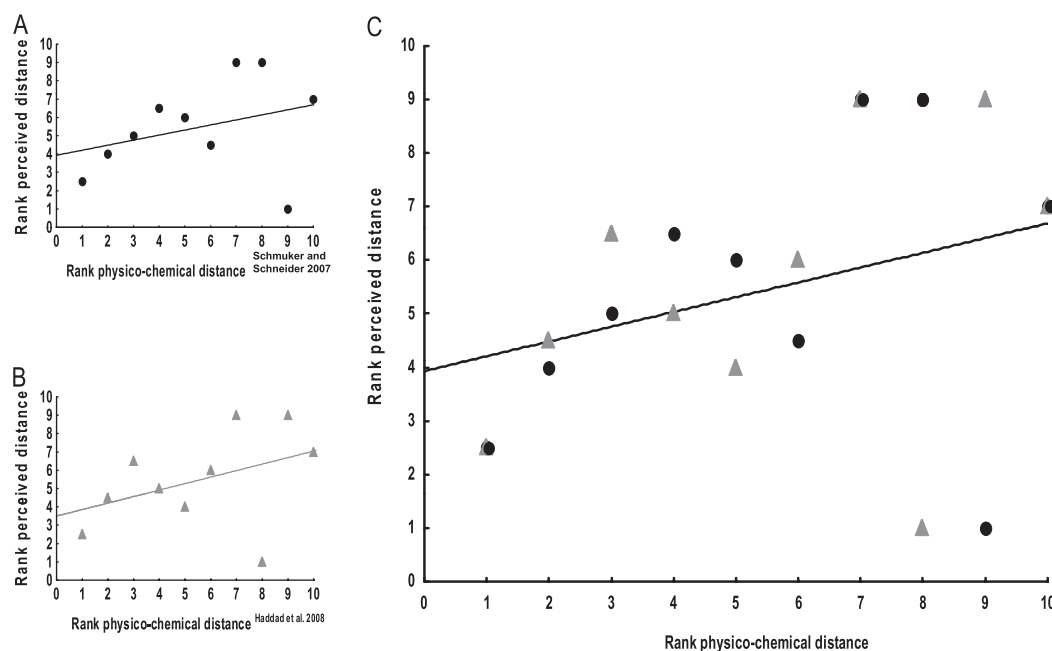 A
10
9
8
7
6
5
4
3
2
1
0
Rank perceived distance
0 1 2 3 4 5 6 7 8 9 10
Rank physico-chemical distance
Schmuker and
Schneider 2007
B
10
9
8
7
6
5
4
3
2
1
0
Rank perceived distance
0 1 2 3 4 5 6 7 8 9 10
Rank physico-chemical distance Haddad et al. 2008
C
10
9
8
7
6
5
4
3
2
1
0
Rank perceived distance
0 1 2 3 4 5 6 7 8 9 10
Rank physico-chemical distance